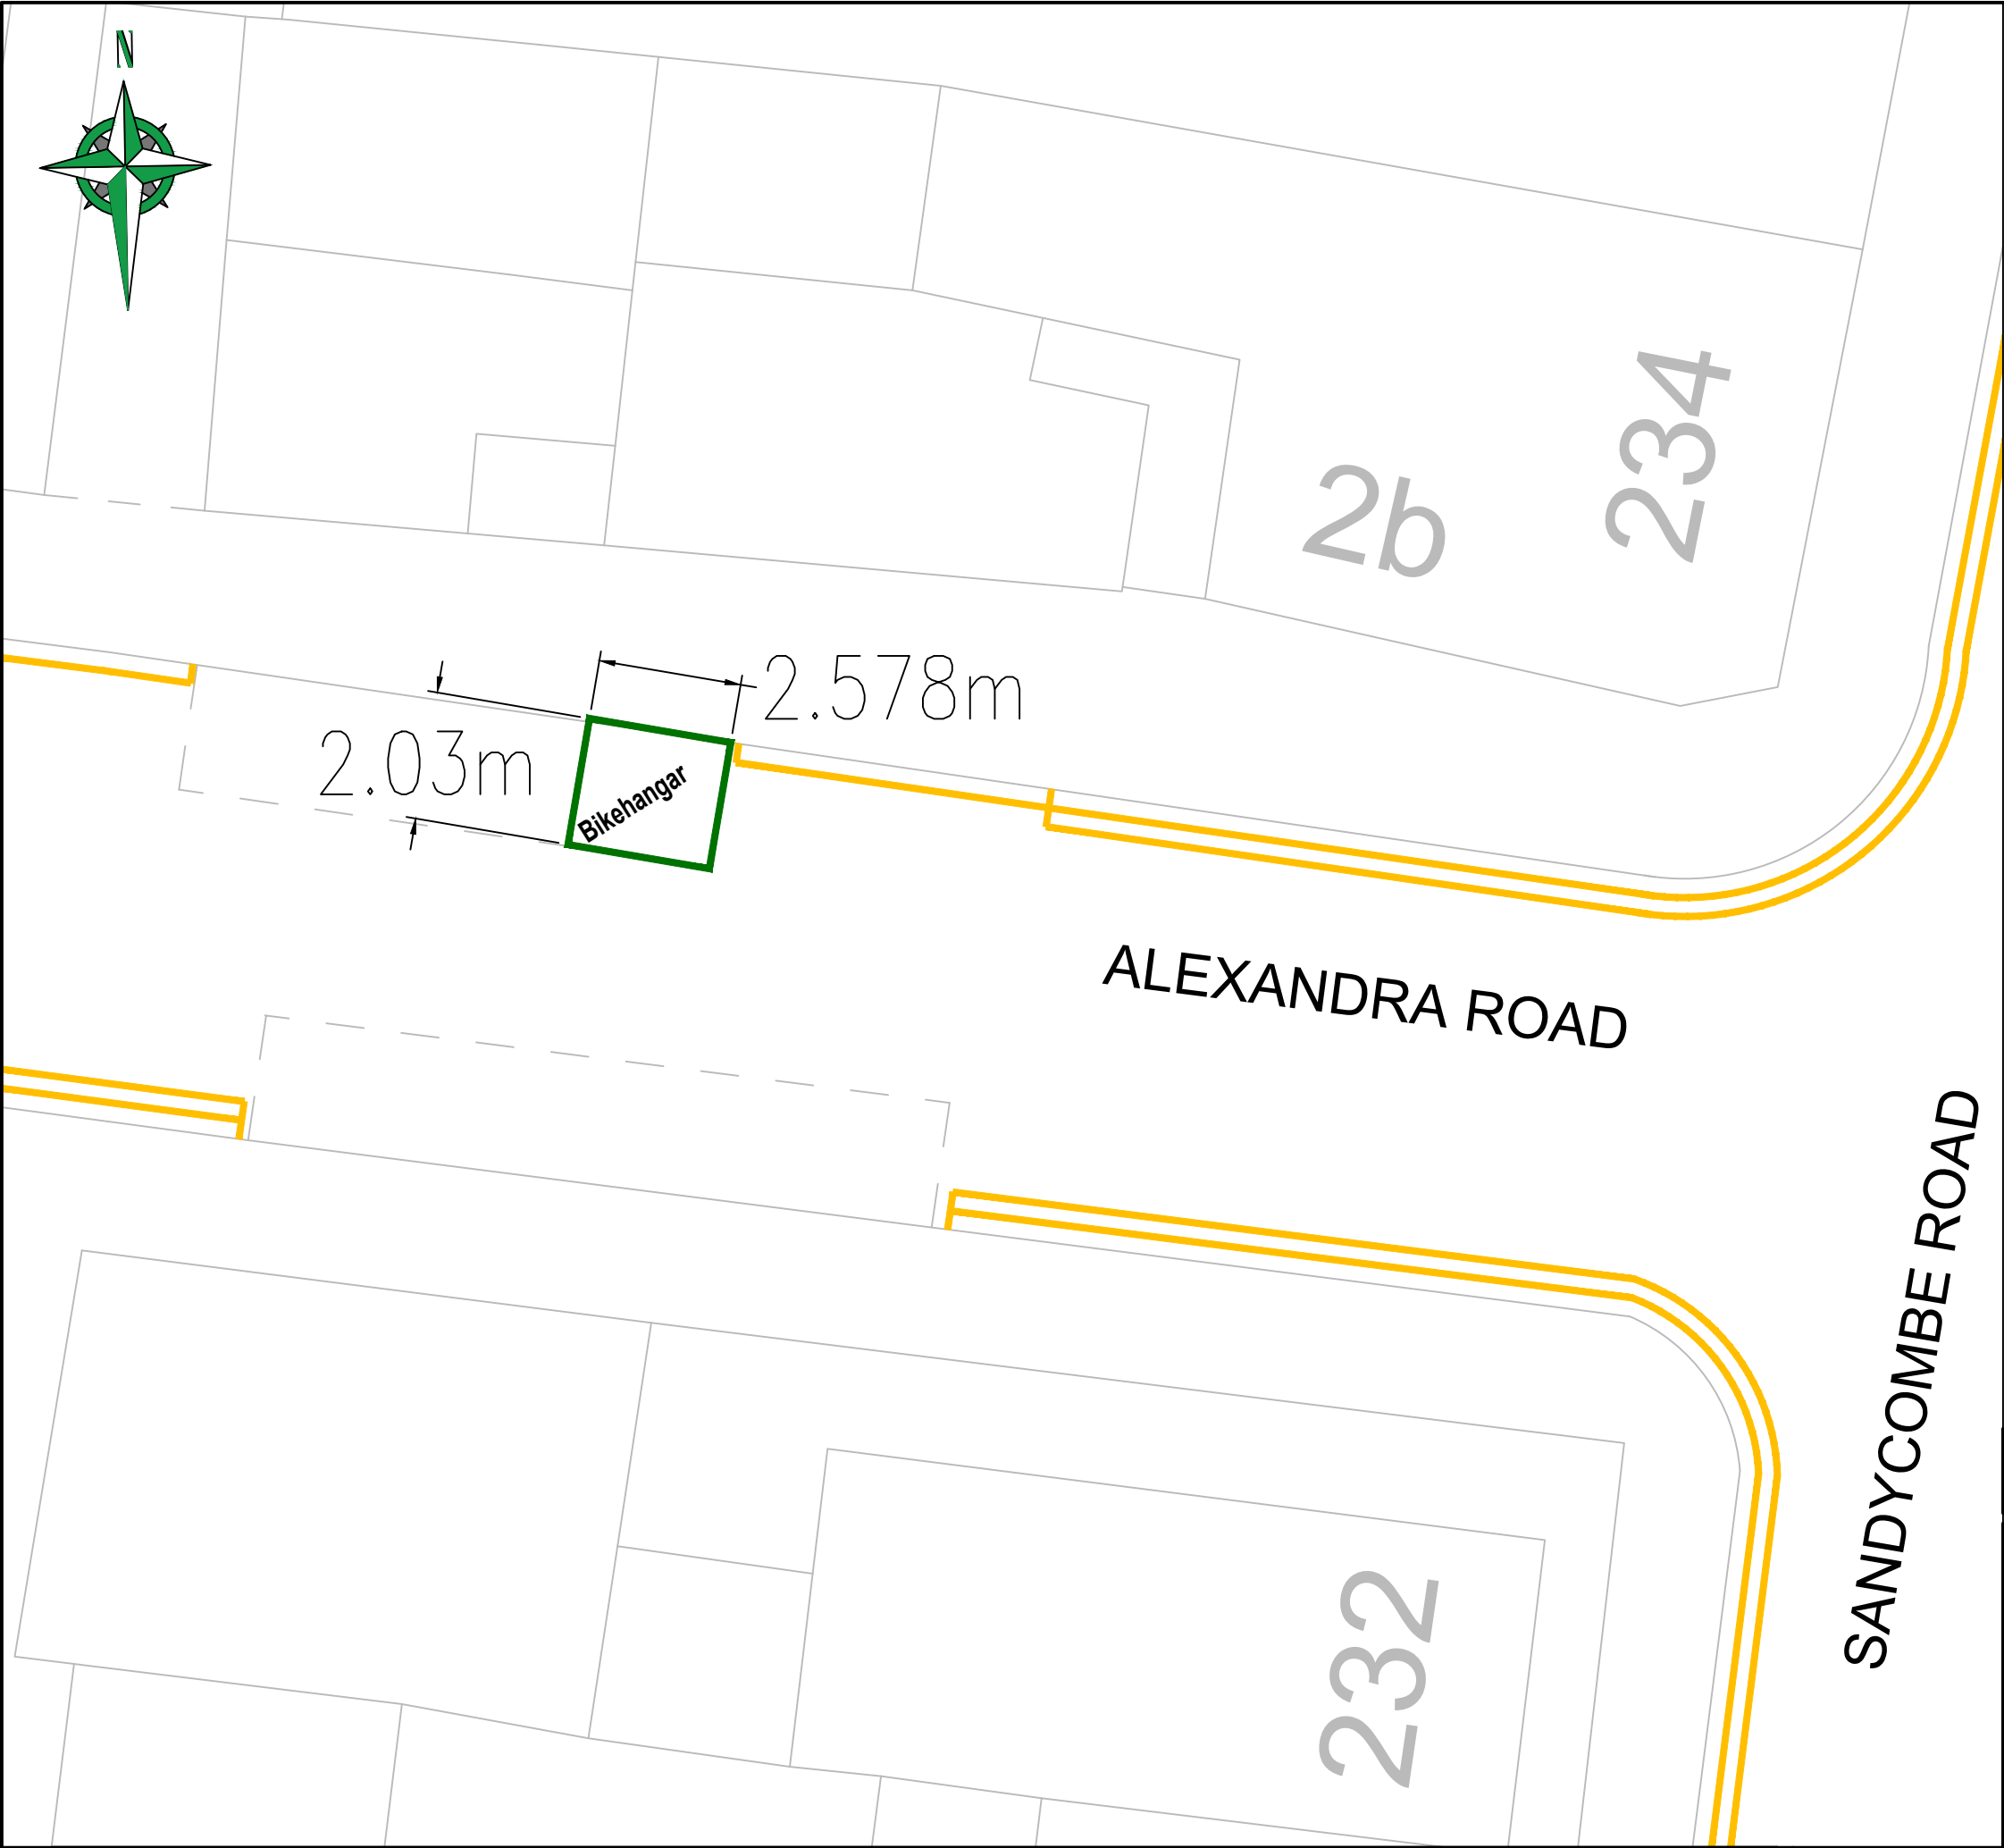 N
234
2b
2.578m
2.03m
Bikehangar
ALEXANDRA ROAD
SANDYCOMBE ROAD
232